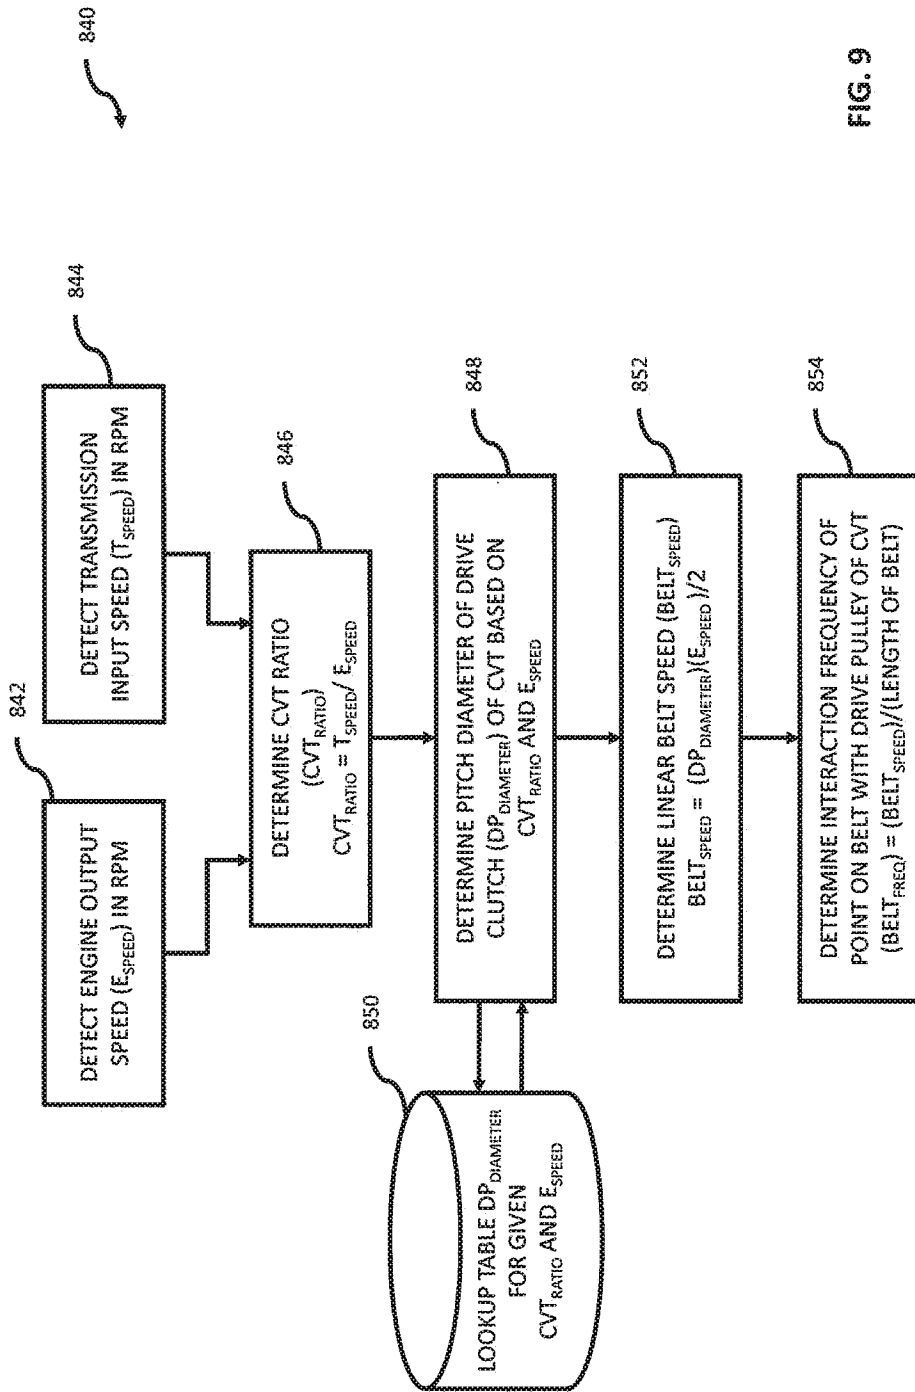 840
842
DETECT ENGINE OUTPUT
SPEED (E_SPEED) IN RPM
844
DETECT TRANSMISSION
INPUT SPEED (T_SPEED) IN RPM
846
DETERMINE CVT RATIO
(CVT_RATIO)
CVT_RATIO = T_SPEED/ E_SPEED
848
DETERMINE PITCH DIAMETER OF DRIVE
CLUTCH (DP_DIAMETER) OF CVT BASED ON
CVT_RATIO AND E_SPEED
850
LOOKUP TABLE DP_DIAMETER
FOR GIVEN
CVT_RATIO AND E_SPEED
852
DETERMINE LINEAR BELT SPEED (BELT_SPEED)
BELT_SPEED = (DP_DIAMETER)(E_SPEED)/2
854
DETERMINE INTERACTION FREQUENCY OF
POINT ON BELT WITH DRIVE PULLEY OF CVT
(BELT_FREQ) = (BELT_SPEED)/(LENGTH OF BELT)
FIG. 9